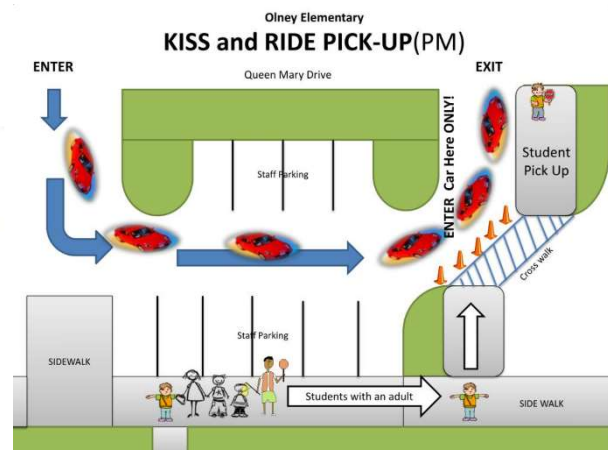 Olney Elementary
KISS and RIDE PICK-UP(PM)
ENTER
EXIT
Queen Mary Drive
ENTER Car Here ONLY!
Staff Parking
Student
Pick Up
Cross walk
Staff Parking
SIDEWALK
Students with an adult
SIDE WALK